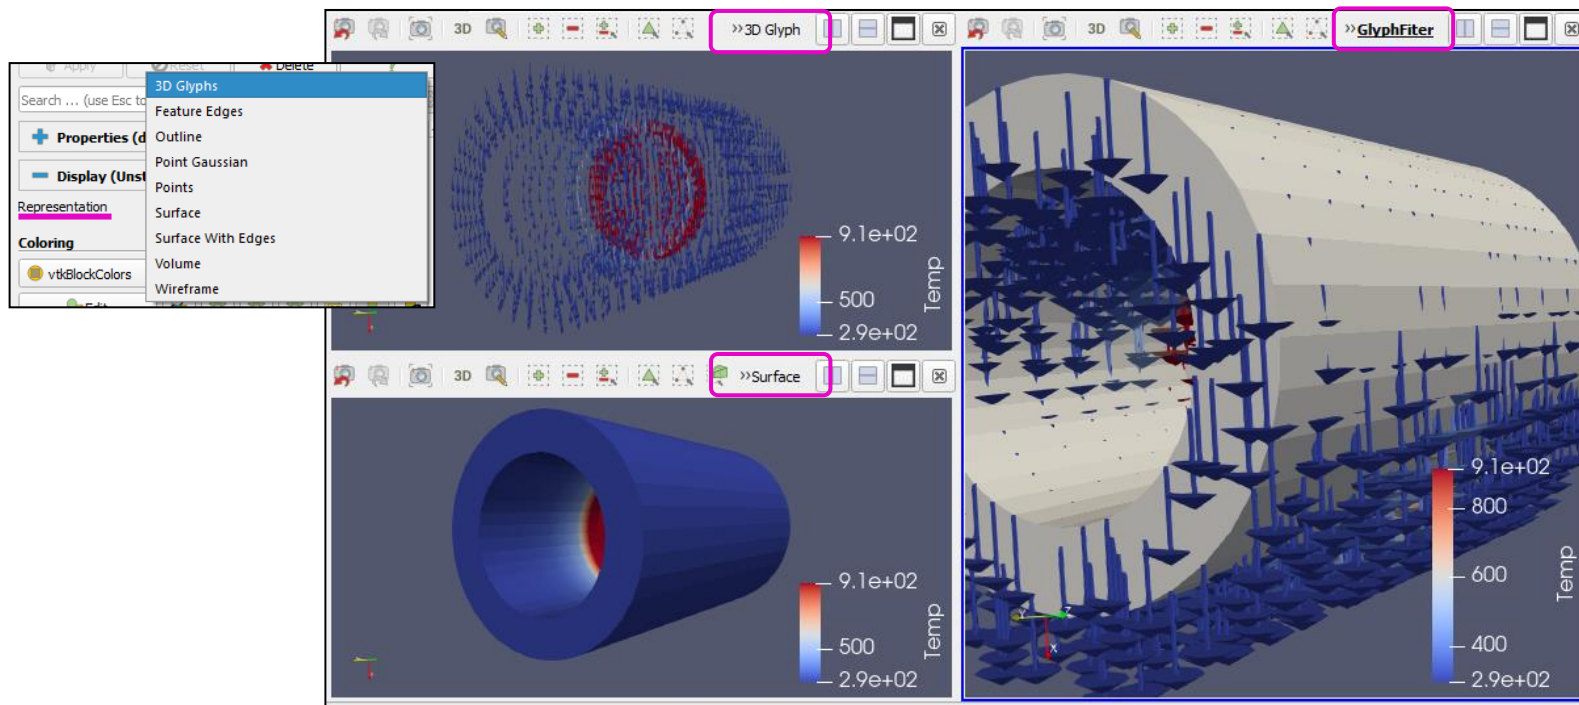 Apply
Reset
Delete
?
Search ... (use Esc to
Properties (d
Display (Unst
Representation
Coloring
vtkBlockColors
Edit
3D Glyphs
Feature Edges
Outline
Point Gaussian
Points
Surface
Surface With Edges
Volume
Wireframe
3D
»3D Glyph
9.1e+02
500
2.9e+02
Temp
3D
»Surface
9.1e+02
500
2.9e+02
Temp
3D
»GlyphFiter
9.1e+02
800
600
400
2.9e+02
Temp
Y
Z
X